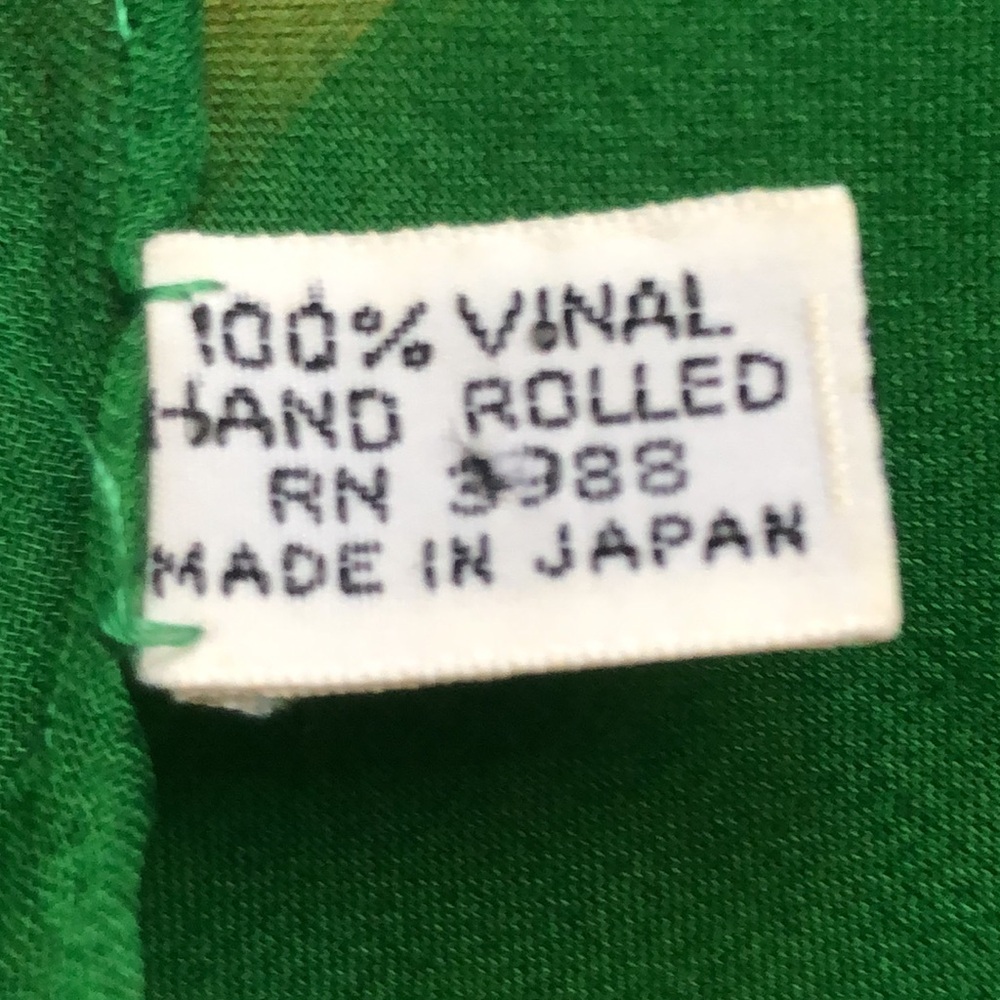 100% VINAL
HAND ROLLED
RN 3988
MADE IN JAPAN